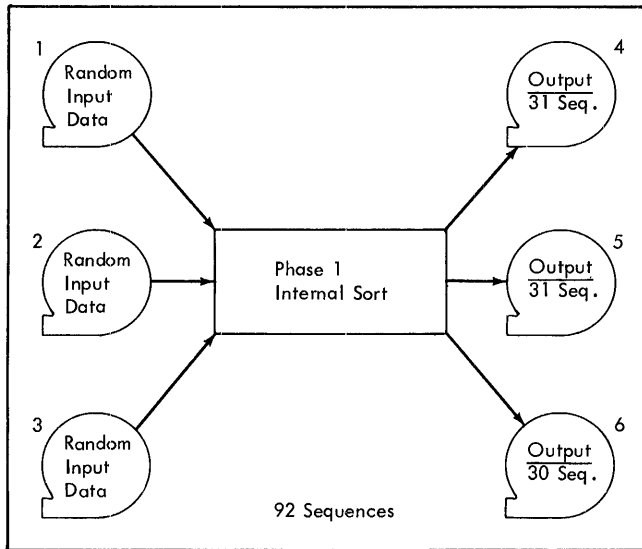 1
Random
Input
Data
4
Output
31 Seq.
2
Random
Input
Data
Phase 1
Internal Sort
5
Output
31 Seq.
3
Random
Input
Data
6
Output
30 Seq.
92 Sequences